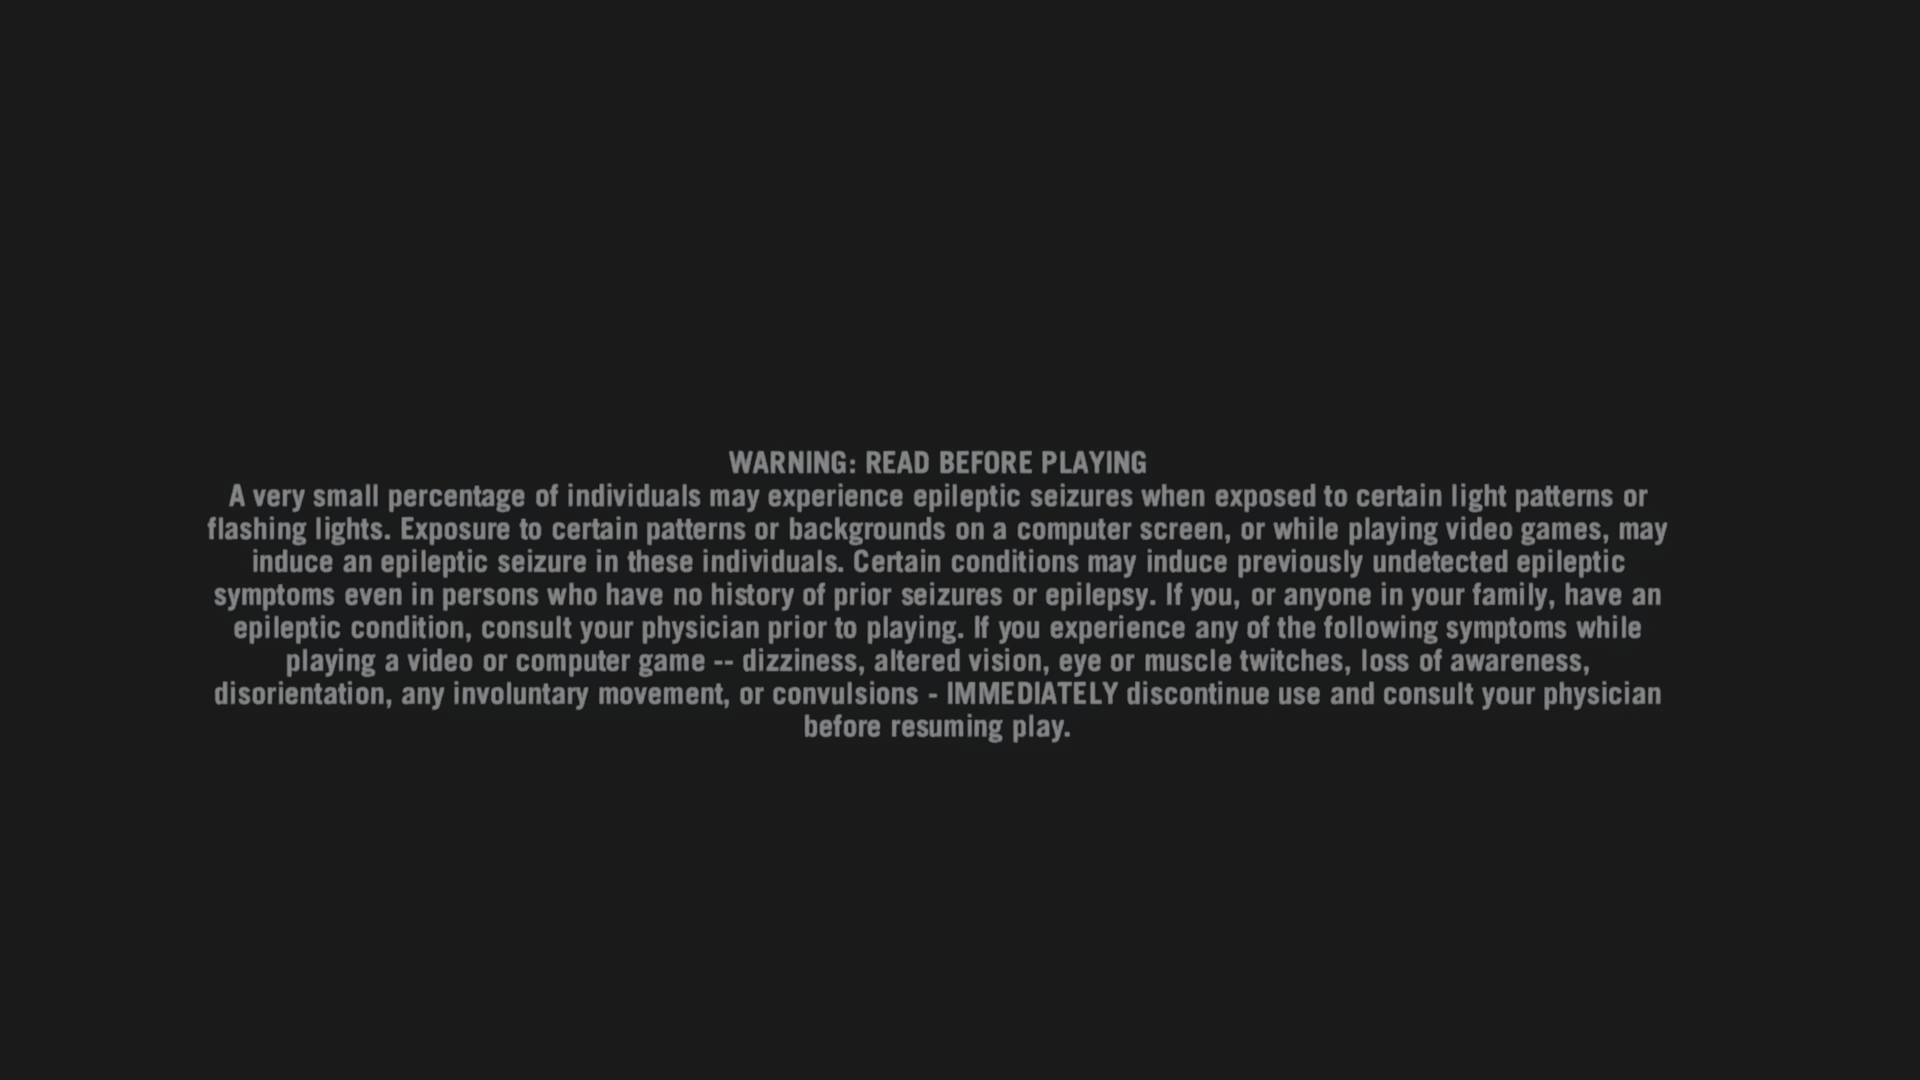 WARNING: READ BEFORE PLAYING
A very small percentage of individuals may experience epileptic seizures when exposed to certain light patterns or
flashing lights. Exposure to certain patterns or backgrounds on a computer screen, or while playing video games, may
induce an epileptic seizure in these individuals. Certain conditions may induce previously undetected epileptic
symptoms even in persons who have no history of prior seizures or epilepsy. If you, or anyone in your family, have an
epileptic condition, consult your physician prior to playing. If you experience any of the following symptoms while
playing a video or computer game -- dizziness, altered vision, eye or muscle twitches, loss of awareness,
disorientation, any involuntary movement, or convulsions - IMMEDIATELY discontinue use and consult your physician
before resuming play.